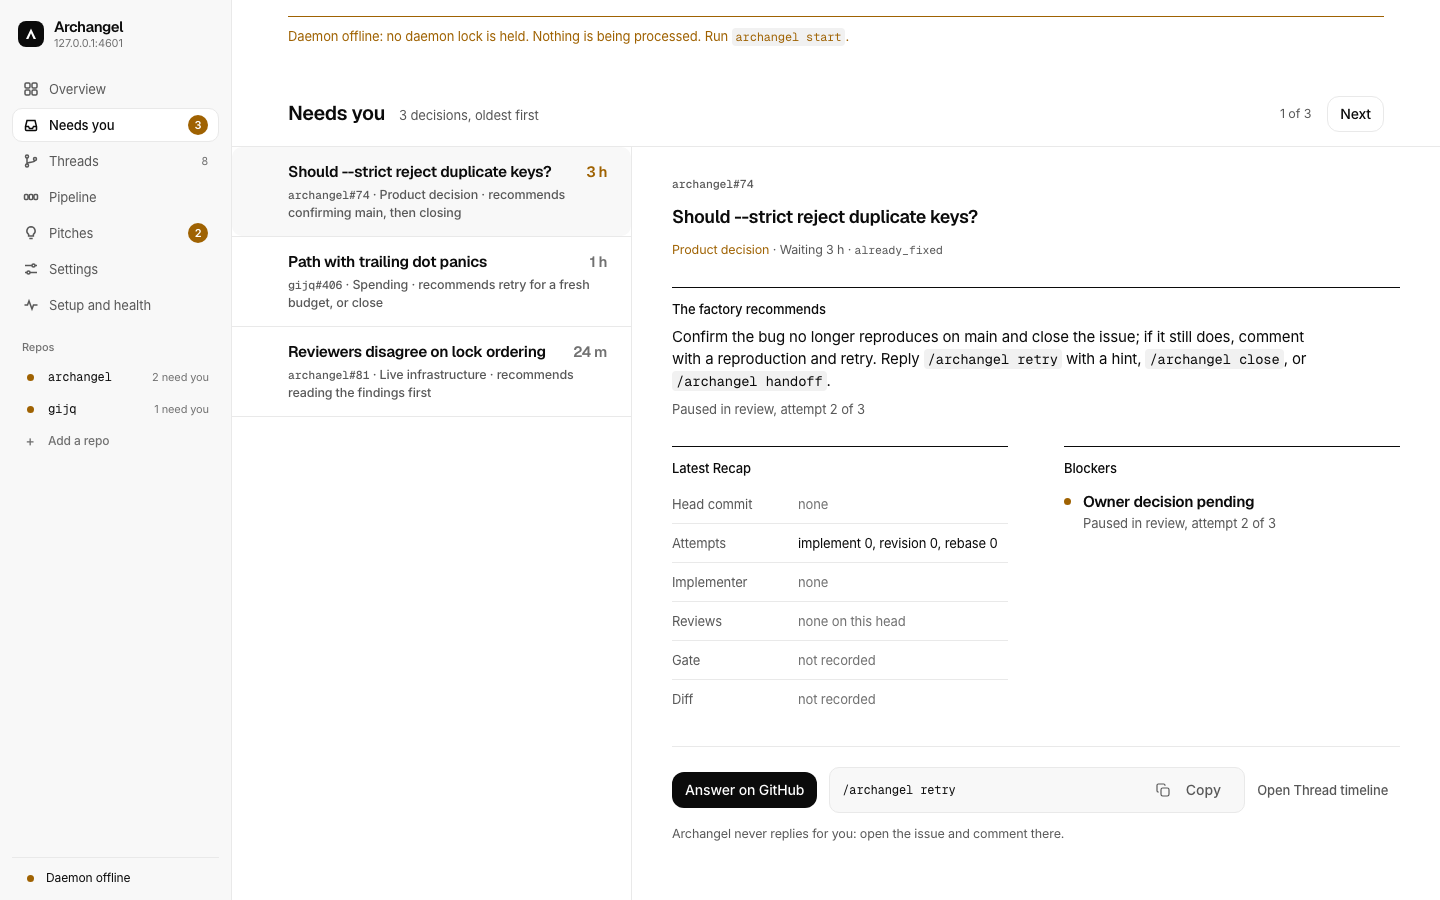 Archangel
127.0.0.1:4601
Overview
Needs you 3
Threads 8
Pipeline
Pitches 2
Settings
Setup and health
Repos
archangel 2 need you
gijq 1 need you
+ Add a repo
Daemon offline
Daemon offline: no daemon lock is held. Nothing is being processed. Run archangel start.
Needs you 3 decisions, oldest first
1 of 3 Next
Should --strict reject duplicate keys? 3 h
archangel#74 · Product decision · recommends
confirming main, then closing
Path with trailing dot panics 1 h
gijq#406 · Spending · recommends retry for a fresh
budget, or close
Reviewers disagree on lock ordering 24 m
archangel#81 · Live infrastructure · recommends
reading the findings first
archangel#74
Should --strict reject duplicate keys?
Product decision · Waiting 3 h · already_fixed
The factory recommends
Confirm the bug no longer reproduces on main and close the issue; if it still does, comment
with a reproduction and retry. Reply /archangel retry with a hint, /archangel close, or
/archangel handoff.
Paused in review, attempt 2 of 3
Latest Recap
Head commit none
Attempts implement 0, revision 0, rebase 0
Implementer none
Reviews none on this head
Gate not recorded
Diff not recorded
Blockers
Owner decision pending
Paused in review, attempt 2 of 3
Answer on GitHub /archangel retry Copy Open Thread timeline
Archangel never replies for you: open the issue and comment there.